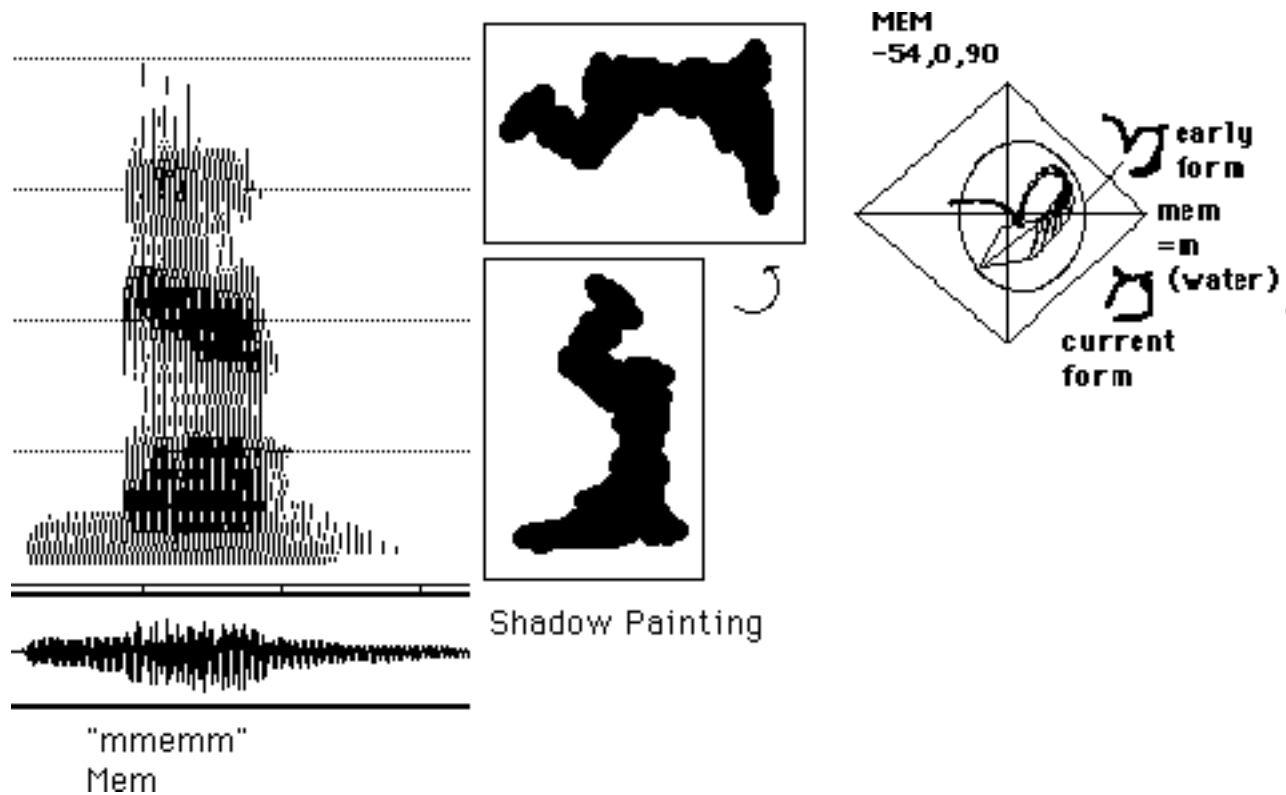 MEM
-54,0,90
early
form
mem
=m
(water)
current
form
Shadow Painting
"mmemm"
Mem